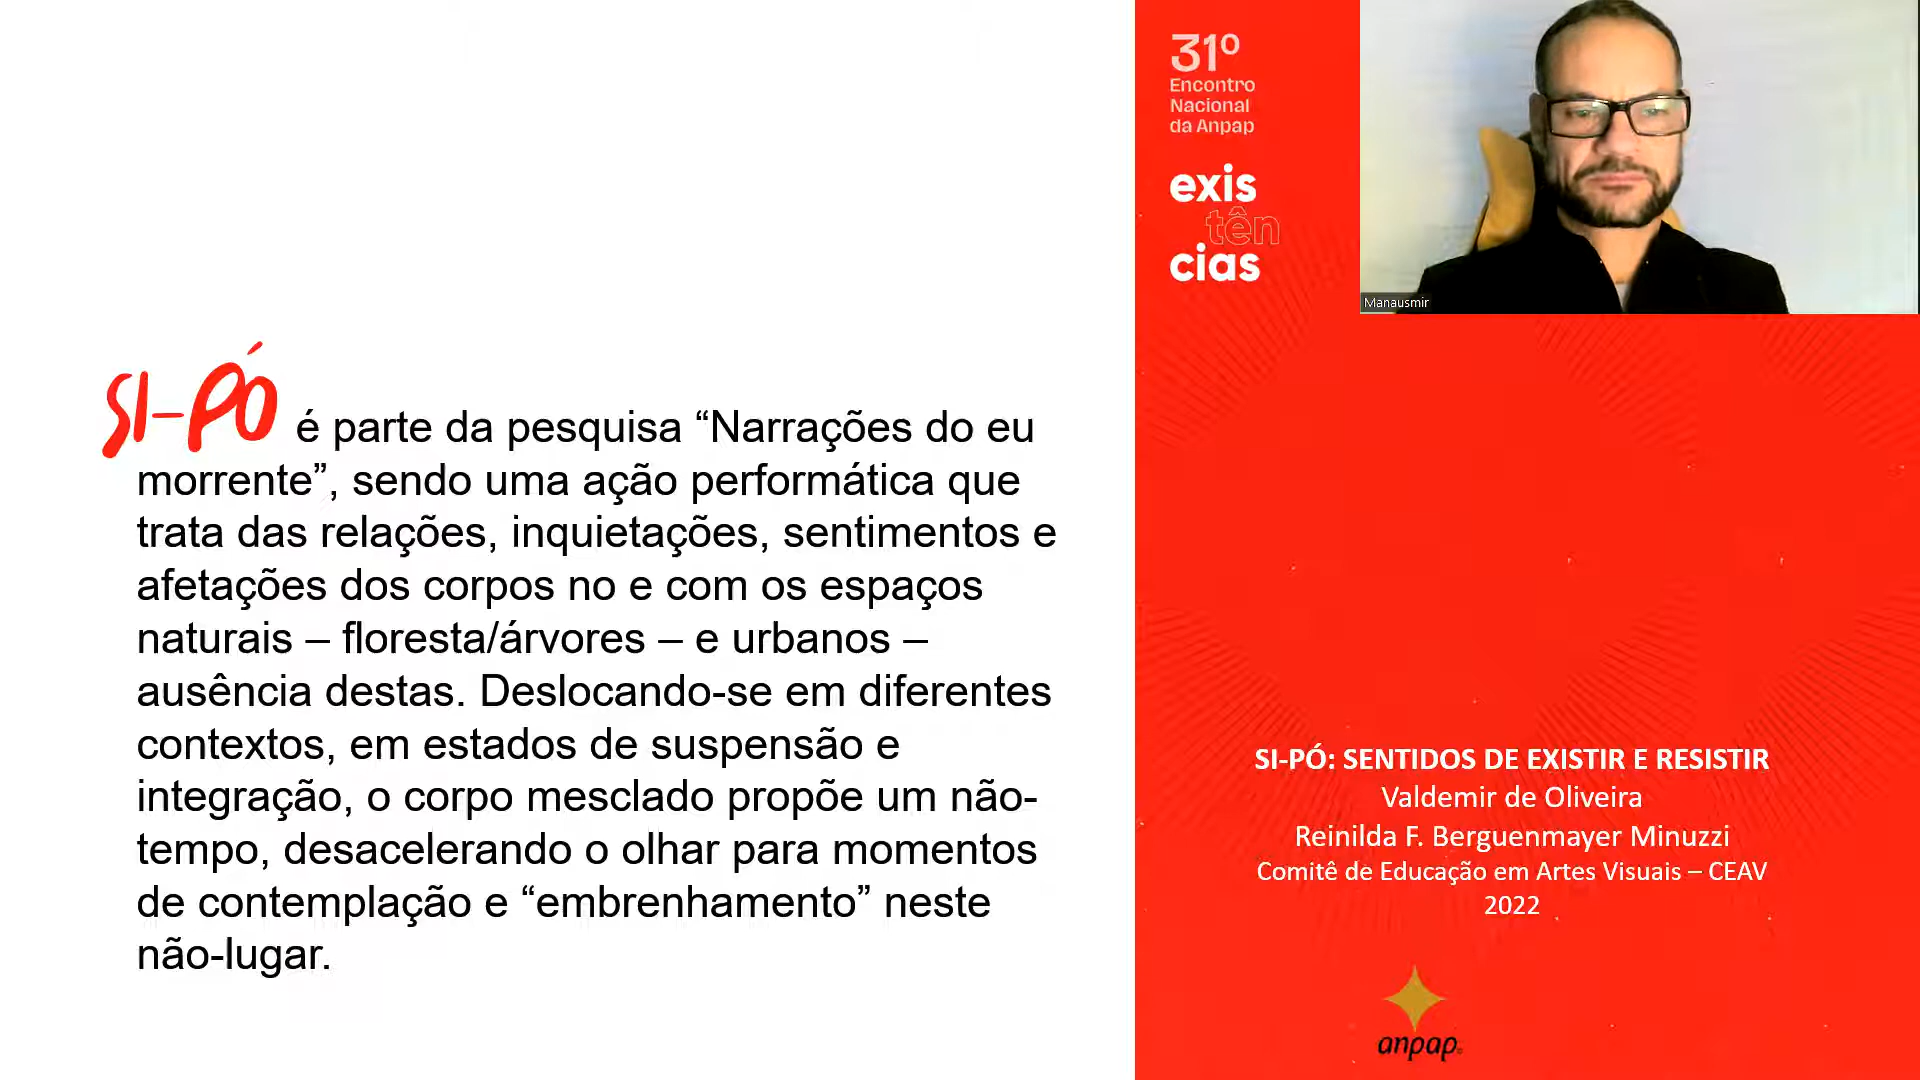 SI-PÓ é parte da pesquisa “Narrações do eu
morrente”, sendo uma ação performática que
trata das relações, inquietações, sentimentos e
afetações dos corpos no e com os espaços
naturais – floresta/árvores – e urbanos –
ausência destas. Deslocando-se em diferentes
contextos, em estados de suspensão e
integração, o corpo mesclado propõe um não-
tempo, desacelerando o olhar para momentos
de contemplação e “embrenhamento” neste
não-lugar.
31º
Encontro
Nacional
da Anpap
exis
tên
cias
Manausmir
SI-PÓ: SENTIDOS DE EXISTIR E RESISTIR
Valdemir de Oliveira
Reinilda F. Berguenmayer Minuzzi
Comitê de Educação em Artes Visuais – CEAV
2022
anpap